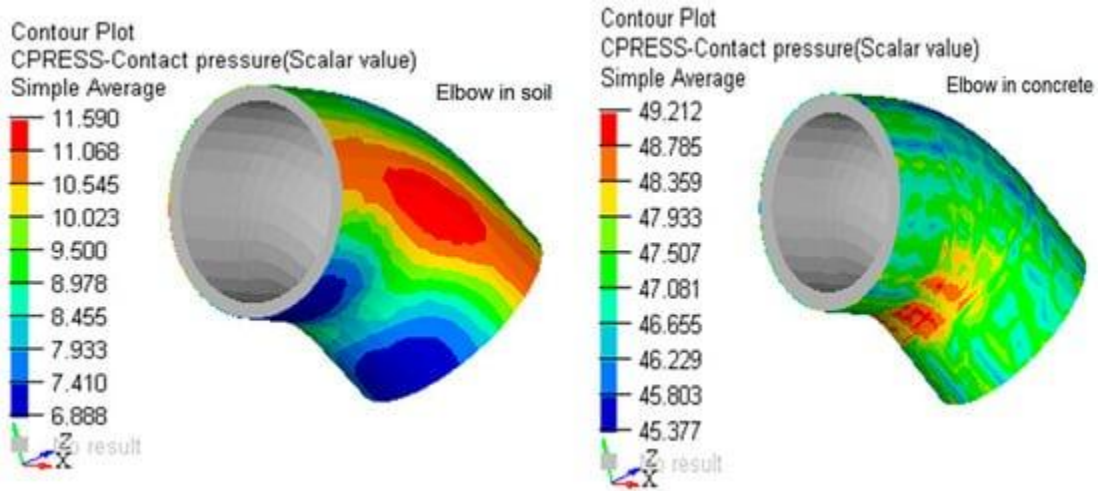 Contour Plot
CPRESS-Contact pressure(Scalar value)
Simple Average
Elbow in soil
11.590
11.068
10.545
10.023
9.500
8.978
8.455
7.933
7.410
6.888
No result
Z
X
Contour Plot
CPRESS-Contact pressure(Scalar value)
Simple Average
Elbow in concrete
49.212
48.785
48.359
47.933
47.507
47.081
46.655
46.229
45.803
45.377
No result
Z
X